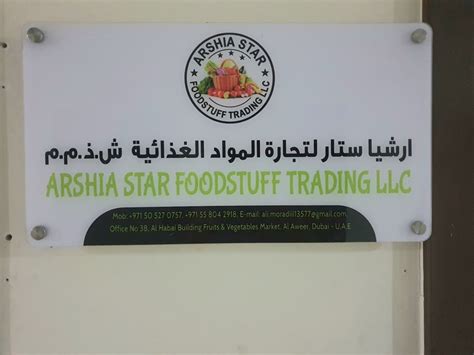 ARSHIA STAR
FOODSTUFF TRADING LLC
ارشيا ستار لتجارة المواد الغذائية ش.ذ.م.م
ARSHIA STAR FOODSTUFF TRADING LLC
Mob: +971 50 527 0757, +971 55 804 2918, E-mail: ali.moradi1113577@gmail.com,
Office No 38, Al Habai Building Fruits & Vegetables Market, Al Aweer, Dubai - U.A.E